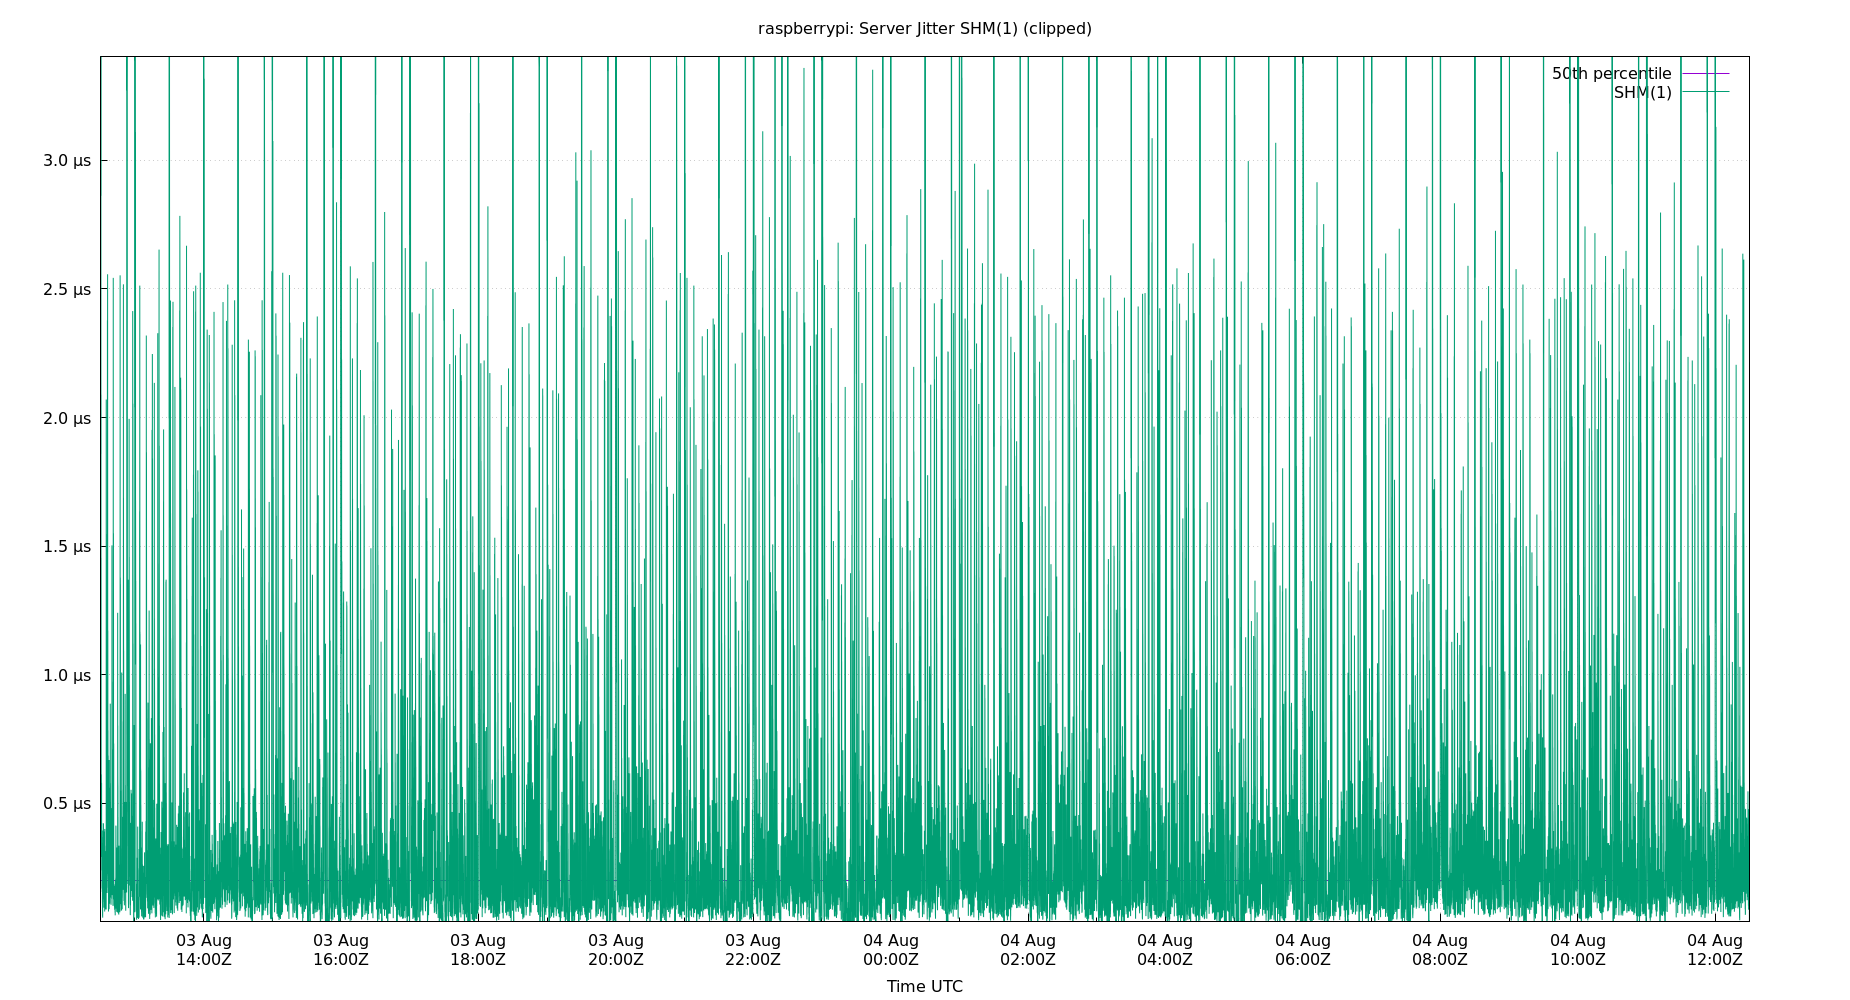 raspberrypi: Server Jitter SHM(1) (clipped)
50th percentile
SHM(1)
3.0 µs
2.5 µs
2.0 µs
1.5 µs
1.0 µs
0.5 µs
03 Aug 03 Aug 03 Aug 03 Aug 03 Aug 04 Aug 04 Aug 04 Aug 04 Aug 04 Aug 04 Aug 04 Aug
14:00Z 16:00Z 18:00Z 20:00Z 22:00Z 00:00Z 02:00Z 04:00Z 06:00Z 08:00Z 10:00Z 12:00Z
Time UTC